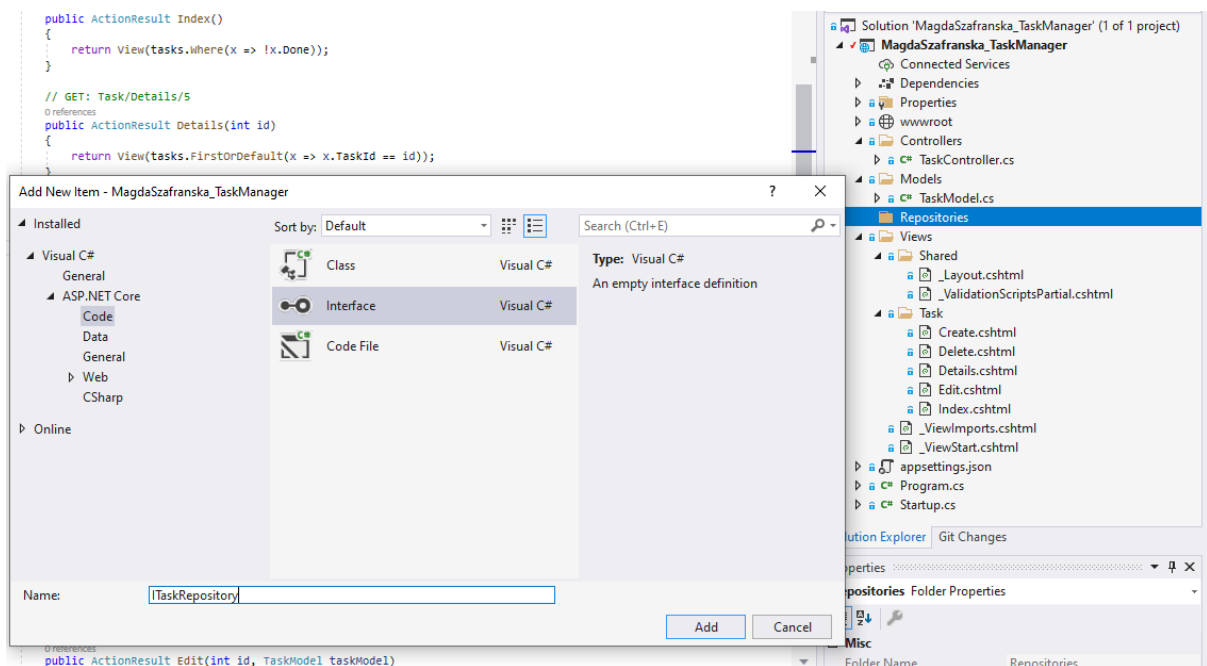 public ActionResult Index()
{
return View(tasks.Where(x => !x.Done));
}
// GET: Task/Details/5
0 references
public ActionResult Details(int id)
{
return View(tasks.FirstOrDefault(x => x.TaskId == id));
}
Add New Item - MagdaSzafranska_TaskManager
? ×
Installed
Visual C#
General
ASP.NET Core
Code
Data
General
Web
CSharp
Online
Sort by: Default
Class Visual C#
Interface Visual C#
Code File Visual C#
Search (Ctrl+E)
Type: Visual C#
An empty interface definition
Name: ITaskRepository
Add Cancel
0 references
public ActionResult Edit(int id, TaskModel taskModel)
Solution 'MagdaSzafranska_TaskManager' (1 of 1 project)
MagdaSzafranska_TaskManager
Connected Services
Dependencies
Properties
wwwroot
Controllers
C# TaskController.cs
Models
C# TaskModel.cs
Repositories
Views
Shared
_Layout.cshtml
_ValidationScriptsPartial.cshtml
Task
Create.cshtml
Delete.cshtml
Details.cshtml
Edit.cshtml
Index.cshtml
_ViewImports.cshtml
_ViewStart.cshtml
appsettings.json
C# Program.cs
C# Startup.cs
lution Explorer Git Changes
operties
epositories Folder Properties
Misc
Folder Name Repositories